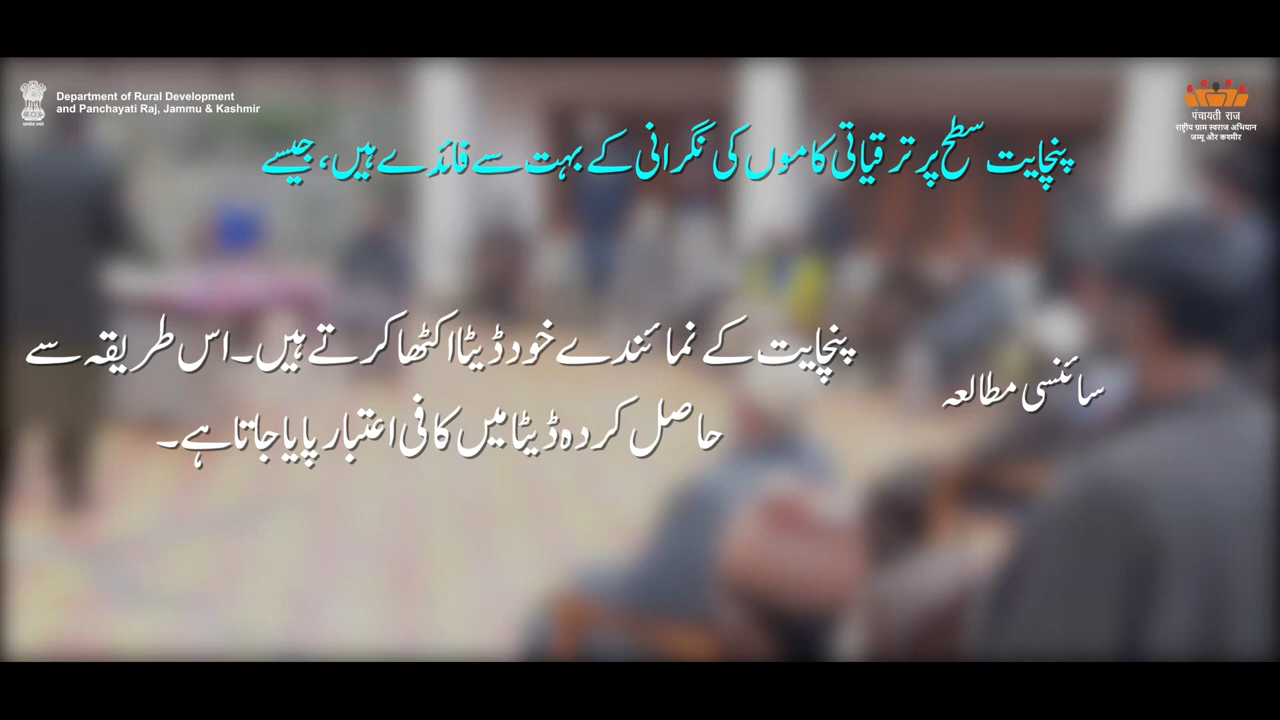 Department of Rural Development
and Panchayati Raj, Jammu & Kashmir
पंचायती राज
राष्ट्रीय ग्राम स्वराज अभियान
जम्मू और कश्मीर
پنچایت سطح پر ترقیاتی کاموں کی نگرانی کے بہت سے فائدے ہیں، جیسے
سائنسی مطالعہ
پنچایت کے نمائندے خود ڈیٹا اکٹھا کرتے ہیں۔ اس طریقہ سے
حاصل کردہ ڈیٹا میں کافی اعتبار پایا جاتا ہے۔